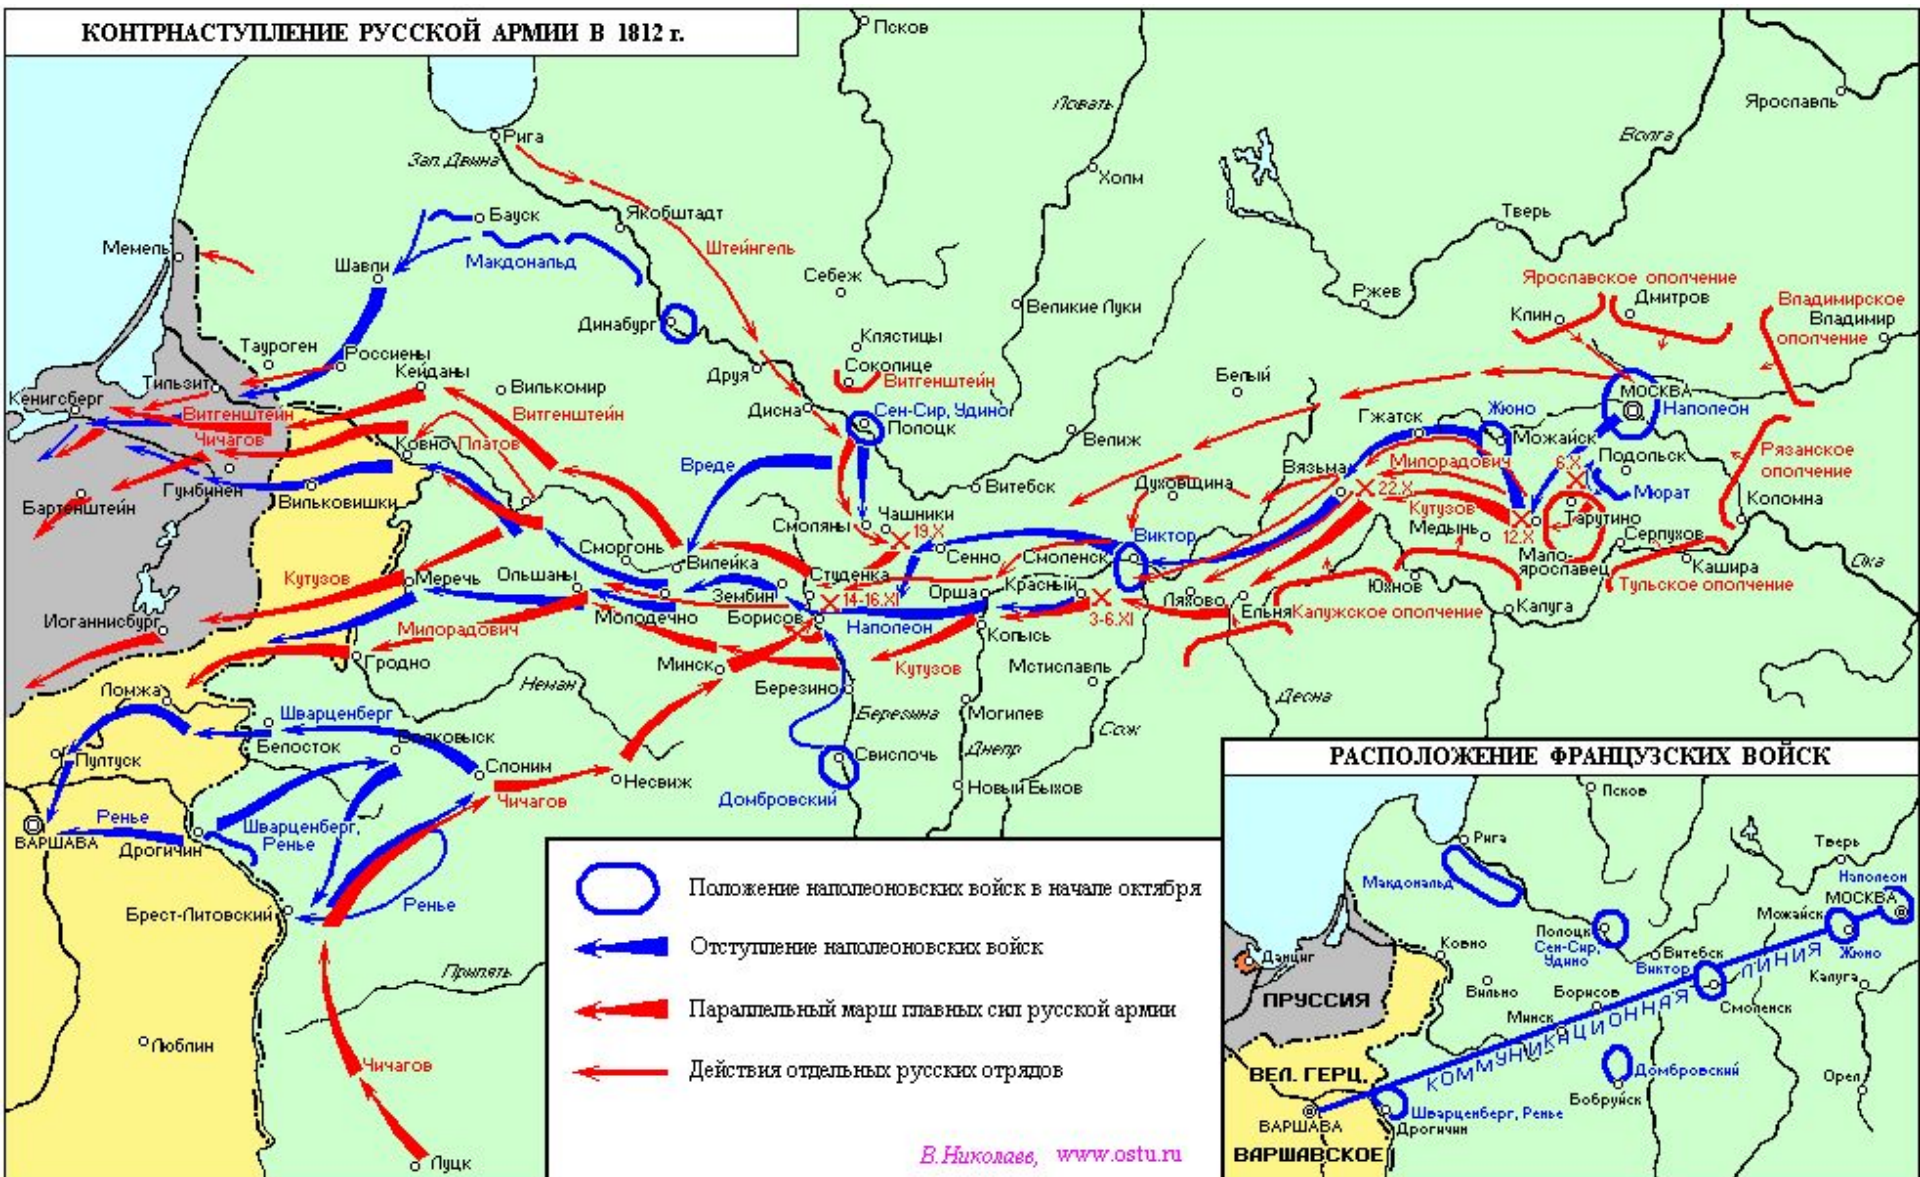 КОНТРНАСТУПЛЕНИЕ РУССКОЙ АРМИИ В 1812 г.
Псков
Ярославль
Ловать
Волга
Рига
Зап. Двина
Холм
Бауск
Якобштадт
Тверь
Мемель
Штейнгель
Шавли
Макдональд
Себеж
Ржев
Ярославское ополчение
Дмитров
Владимирское
ополчение
Владимир
Великие Луки
Клин
Динабург
Клястицы
Таурогген
Россиены
Соколице
Витгенштейн
Друя
Белый
Тильзит
Кейданы
Вилькомир
Кенигсберг
МОСКВА
Наполеон
Витгенштейн
Витгенштейн
Дисна
Сен-Сир, Удино
Полоцк
Гжатск
Жюно
Чичагов
Ковно
Платов
Велиж
Можайск
Рязанское
ополчение
Вреде
Вязьма
Милорадович
6.X
Подольск
Гумбинен
Вильковишки
Витебск
Духовщина
22.X
Мюрат
Коломна
Бартенштейн
Чашники
Смоляны
19.X
Кутузов
Медынь
12.X
Тарутино
Серпухов
Сморгонь
Сенно
Смоленск
Виктор
Мало-
ярославец
Кашира
Ока
Кутузов
Меречь
Ольшаны
Вилейка
Студенка
Красный
Юхнов
Тульское ополчение
Зембин
14-16.XI
Орша
Ляхово
Ельня
Калужское ополчение
Калуга
Иоганнисбург
Милорадович
Молодечно
Борисов
Наполеон
3-6.XI
Копысь
Гродно
Минск
Кутузов
Мстиславль
Ломжа
Неман
Березино
Десна
Шварценберг
Березина
Могилев
Сож
Белосток
Волковыск
Днепр
Пултуск
Слоним
Несвиж
Свислочь
Новый Быхов
Чичагов
Домбровский
Ренье
Шварценберг,
Ренье
ВАРШАВА
Дрогичин
Брест-Литовский
Ренье
Припять
Люблин
Чичагов
Луцк
Положение наполеоновских войск в начале октября
Отступление наполеоновских войск
Параллельный марш главных сил русской армии
Действия отдельных русских отрядов
В.Николаев, www.ostu.ru
РАСПОЛОЖЕНИЕ ФРАНЦУЗСКИХ ВОЙСК
Псков
Рига
Тверь
Макдональд
Наполеон
МОСКВА
Можайск
Полоцк
Сен-Сир,
Удино
Ковно
Витебск
Жюно
Данциг
Виктор
Калуга
ПРУССИЯ
Вильно
Борисов
Смоленск
Минск
КОММУНИКАЦИОННАЯ ЛИНИЯ
ВЕЛ. ГЕРЦ.
Домбровский
Орел
Бобруйск
Шварценберг, Ренье
ВАРШАВА
Дрогичин
ВАРШАВСКОЕ